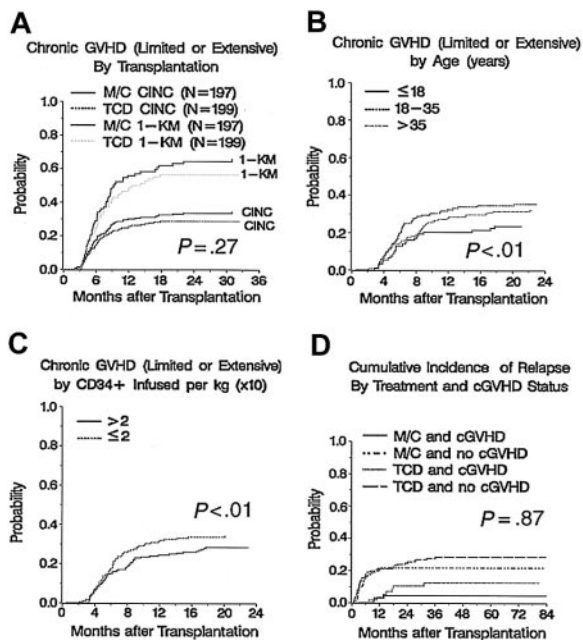 A
Chronic GVHD (Limited or Extensive)
By Transplantation
M/C CINC (N=197)
TCD CINC (N=199)
M/C 1-KM (N=197)
TCD 1-KM (N=199)
1.0
0.8
0.6
0.4
0.2
0.0
Probability
1-KM
1-KM
CINC
CINC
P=.27
0 6 12 18 24 30 36
Months after Transplantation
B
Chronic GVHD (Limited or Extensive)
by Age (years)
≤18
18-35
>35
1.0
0.8
0.6
0.4
0.2
0.0
Probability
P<.01
0 4 8 12 16 20 24
Months after Transplantation
C
Chronic GVHD (Limited or Extensive)
by CD34+ Infused per kg (x10)
>2
≤2
1.0
0.8
0.6
0.4
0.2
0.0
Probability
P<.01
0 4 8 12 16 20 23
Months after Transplantation
D
Cumulative Incidence of Relapse
By Treatment and cGVHD Status
M/C and cGVHD
M/C and no cGVHD
TCD and cGVHD
TCD and no cGVHD
1.0
0.8
0.6
0.4
0.2
0.0
Probability
P=.87
0 12 24 36 48 60 72 84
Months after Transplantation